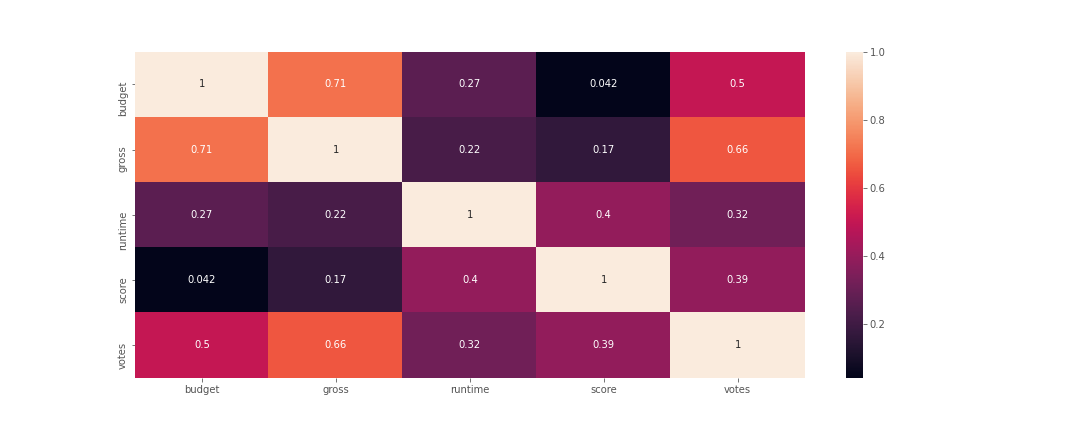 budget 1 0.71 0.27 0.042 0.5
gross 0.71 1 0.22 0.17 0.66
runtime 0.27 0.22 1 0.4 0.32
score 0.042 0.17 0.4 1 0.39
votes 0.5 0.66 0.32 0.39 1
budget gross runtime score votes
1.0
0.8
0.6
0.4
0.2